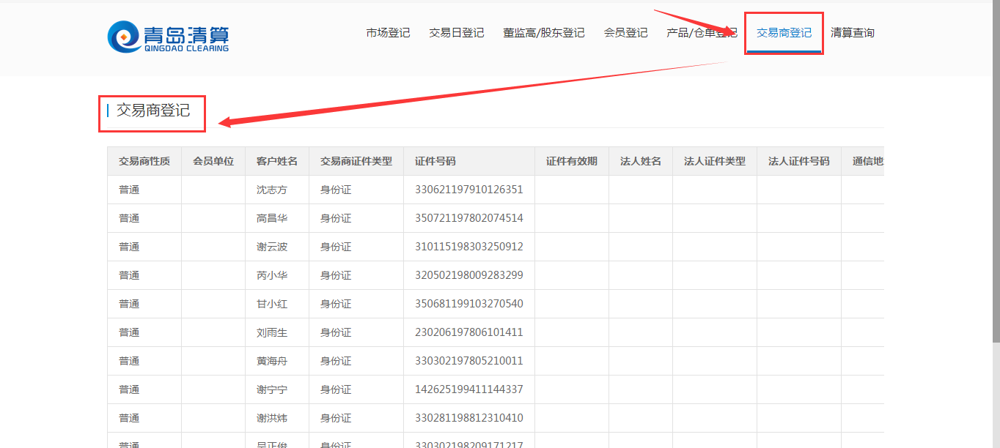 青岛清算
QINGDAO CLEARING
市场登记 交易日登记 董监高/股东登记 会员登记 产品/仓单登记 交易商登记 清算查询
交易商登记
交易商性质 会员单位 客户姓名 交易商证件类型 证件号码 证件有效期 法人姓名 法人证件类型 法人证件号码 通信地
普通 沈志方 身份证 330621197910126351
普通 高昌华 身份证 350721197802074514
普通 谢云波 身份证 310115198303250912
普通 芮小华 身份证 320502198009283299
普通 甘小红 身份证 350681199103270540
普通 刘雨生 身份证 230206197806101411
普通 黄海舟 身份证 330302197805210011
普通 谢宁宁 身份证 142625199411144337
普通 谢洪炜 身份证 330281198812310410
普通 身份证 330302198209171217